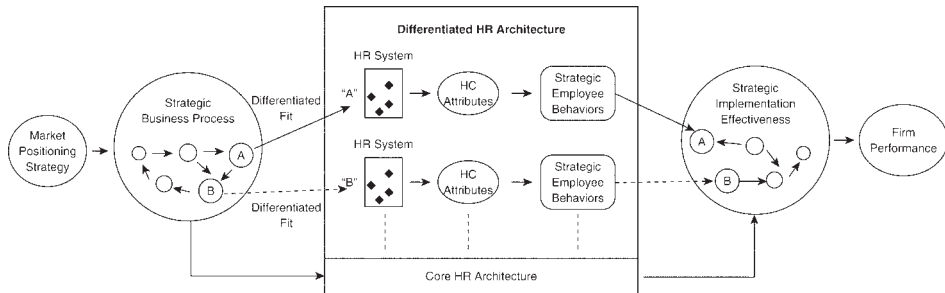 Differentiated HR Architecture
Market
Positioning
Strategy
Strategic
Business Process
A
B
Differentiated
Fit
Differentiated
Fit
HR System
"A"
HC
Attributes
Strategic
Employee
Behaviors
HR System
"B"
HC
Attributes
Strategic
Employee
Behaviors
Core HR Architecture
Strategic
Implementation
Effectiveness
A
B
Firm
Performance